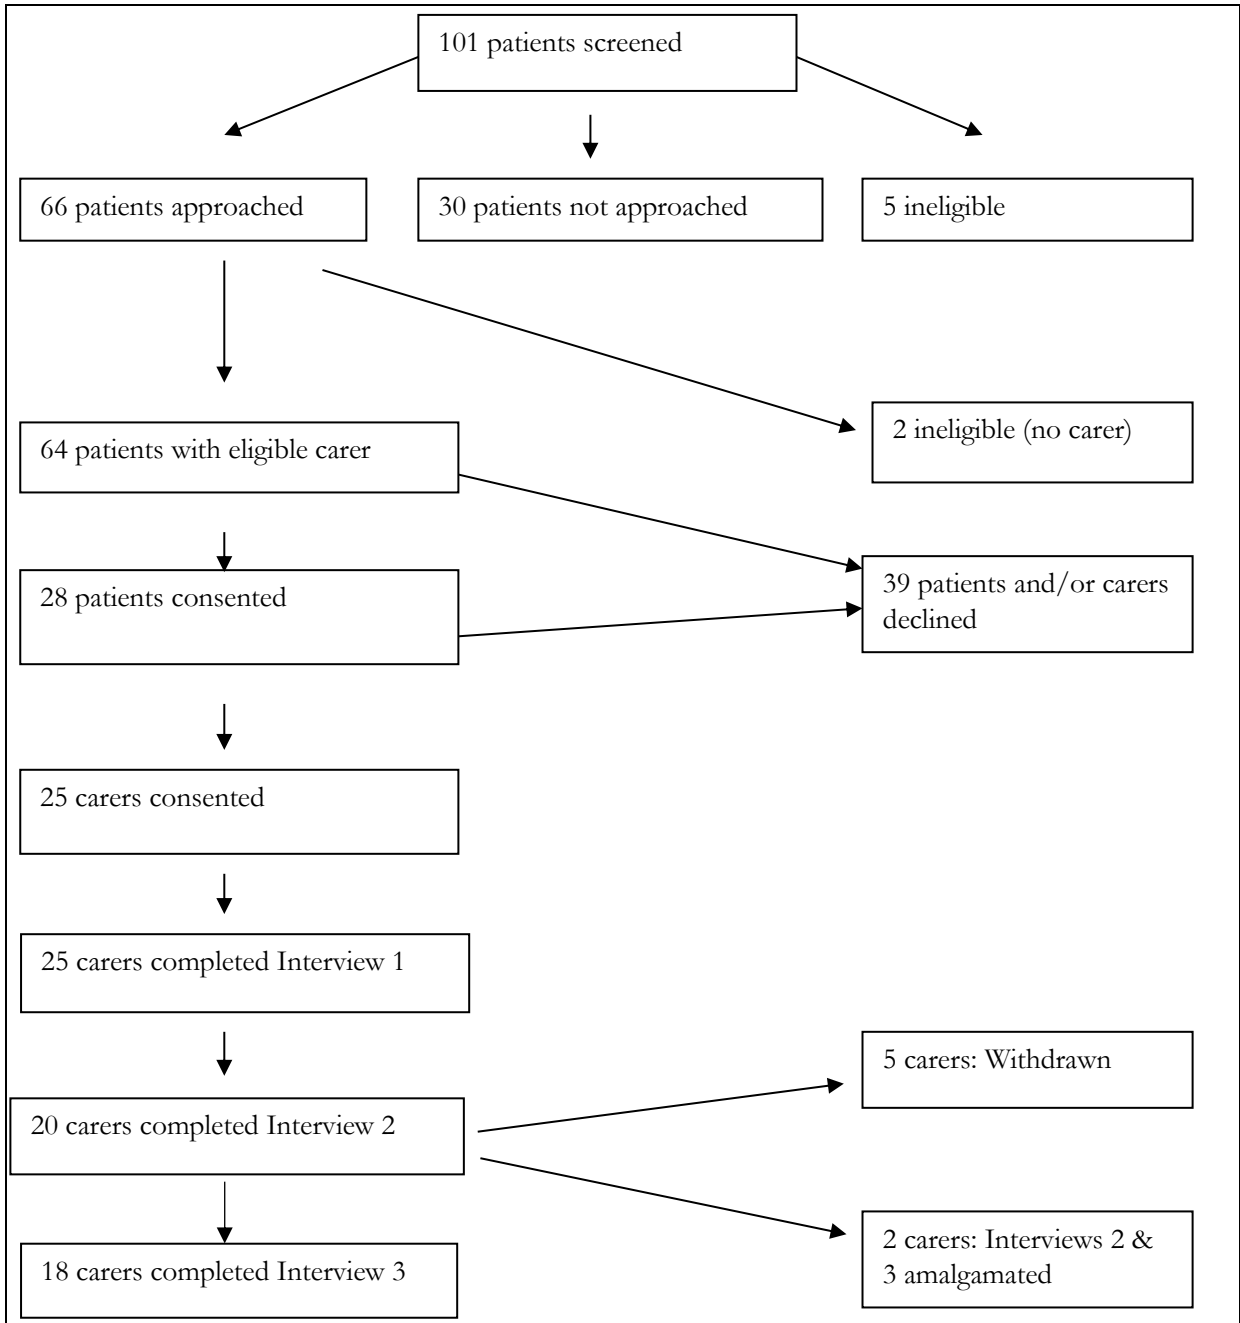 101 patients screened
66 patients approached
30 patients not approached
5 ineligible
64 patients with eligible carer
2 ineligible (no carer)
28 patients consented
39 patients and/or carers
declined
25 carers consented
25 carers completed Interview 1
20 carers completed Interview 2
5 carers: Withdrawn
18 carers completed Interview 3
2 carers: Interviews 2 &
3 amalgamated